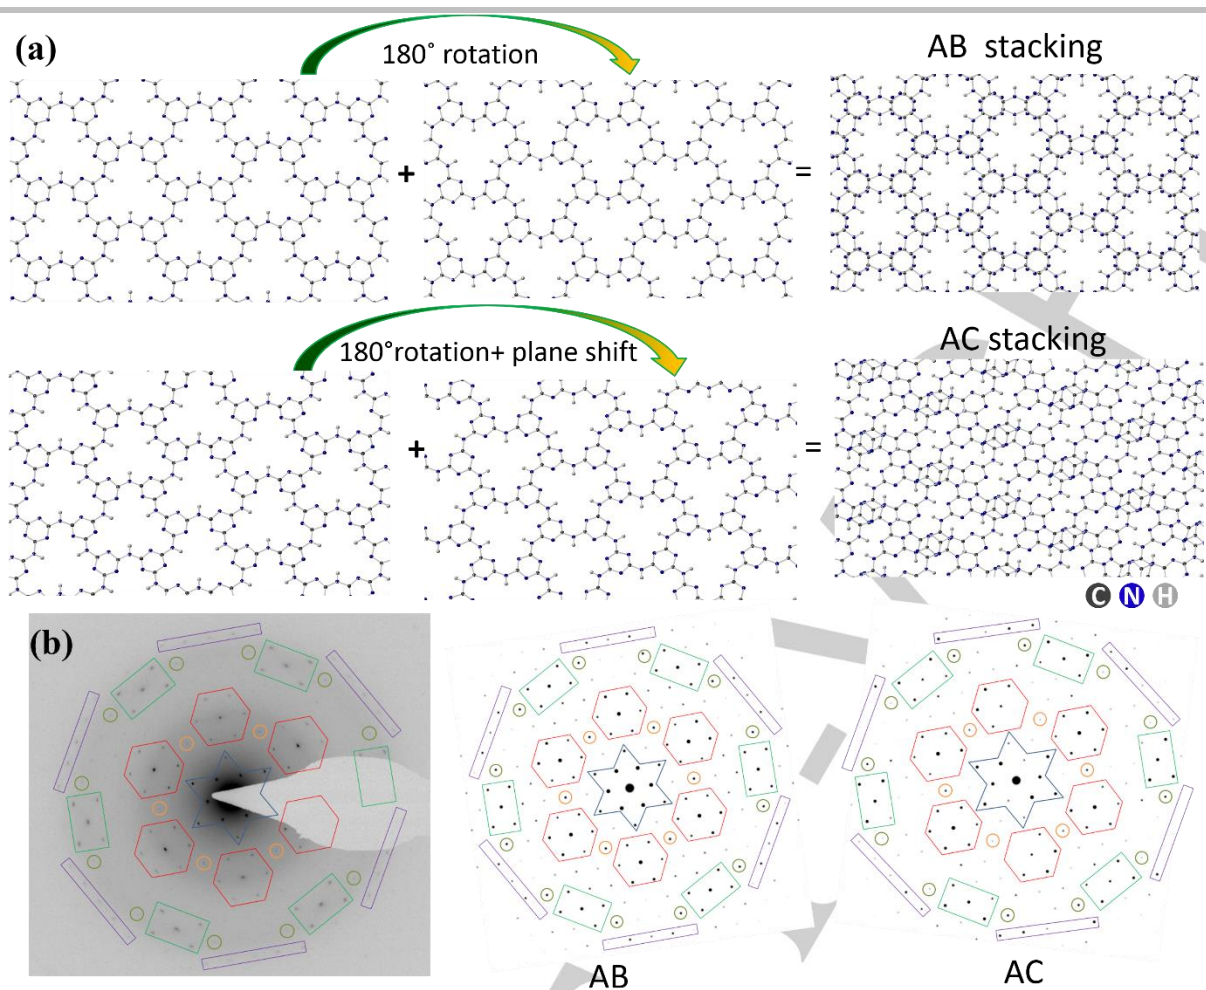 (a)
180° rotation
AB stacking
+
=
180°rotation+ plane shift
AC stacking
+
=
C N H
(b)
AB
AC